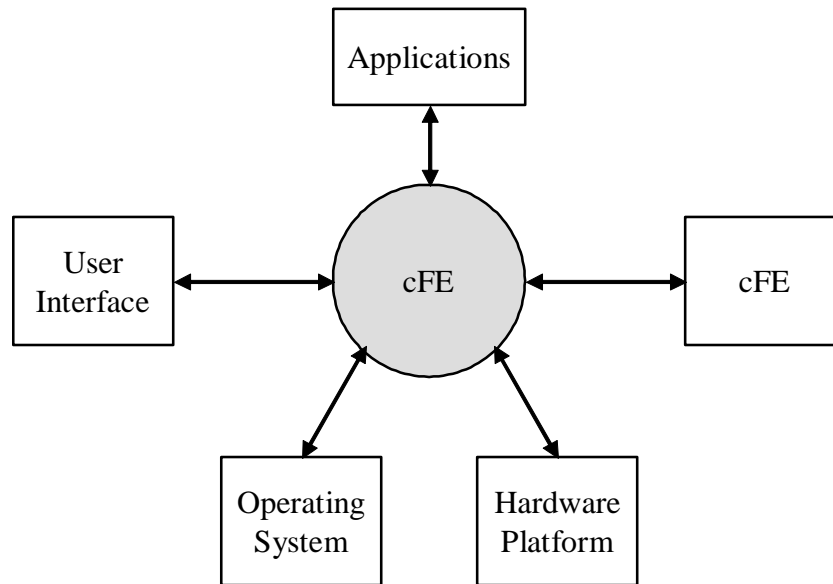 Applications
User
Interface
cFE
cFE
Operating
System
Hardware
Platform